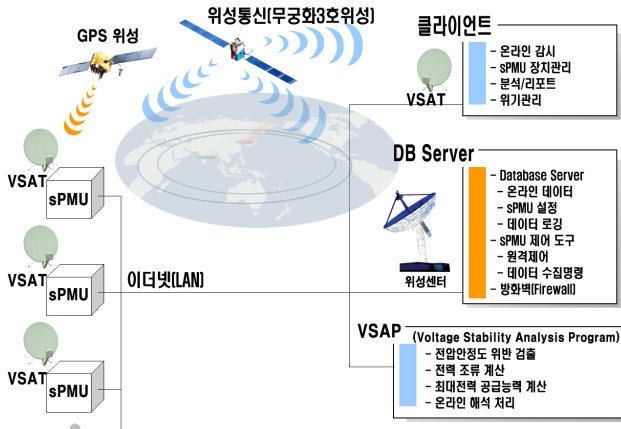 위성통신(무궁화3호위성)
GPS 위성
클라이언트
- 온라인 감시
- sPMU 장치관리
- 분석/리포트
- 위기관리
VSAT
DB Server
- Database Server
- 온라인 데이터
- sPMU 설정
- 데이터 로깅
- sPMU 제어 도구
- 원격제어
- 데이터 수집명령
- 방화벽(Firewall)
위성센터
VSAT
sPMU
VSAT
sPMU
이더넷(LAN)
VSAT
sPMU
VSAP (Voltage Stability Analysis Program)
- 전압안정도 위반 검출
- 전력 조류 계산
- 최대전력 공급능력 계산
- 온라인 해석 처리